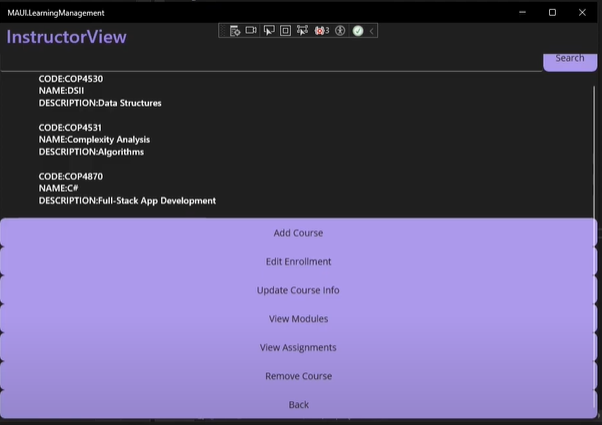 MAUI.LearningManagement
InstructorView
3
Search
CODE:COP4530
NAME:DSII
DESCRIPTION:Data Structures
CODE:COP4531
NAME:Complexity Analysis
DESCRIPTION:Algorithms
CODE:COP4870
NAME:C#
DESCRIPTION:Full-Stack App Development
Add Course
Edit Enrollment
Update Course Info
View Modules
View Assignments
Remove Course
Back